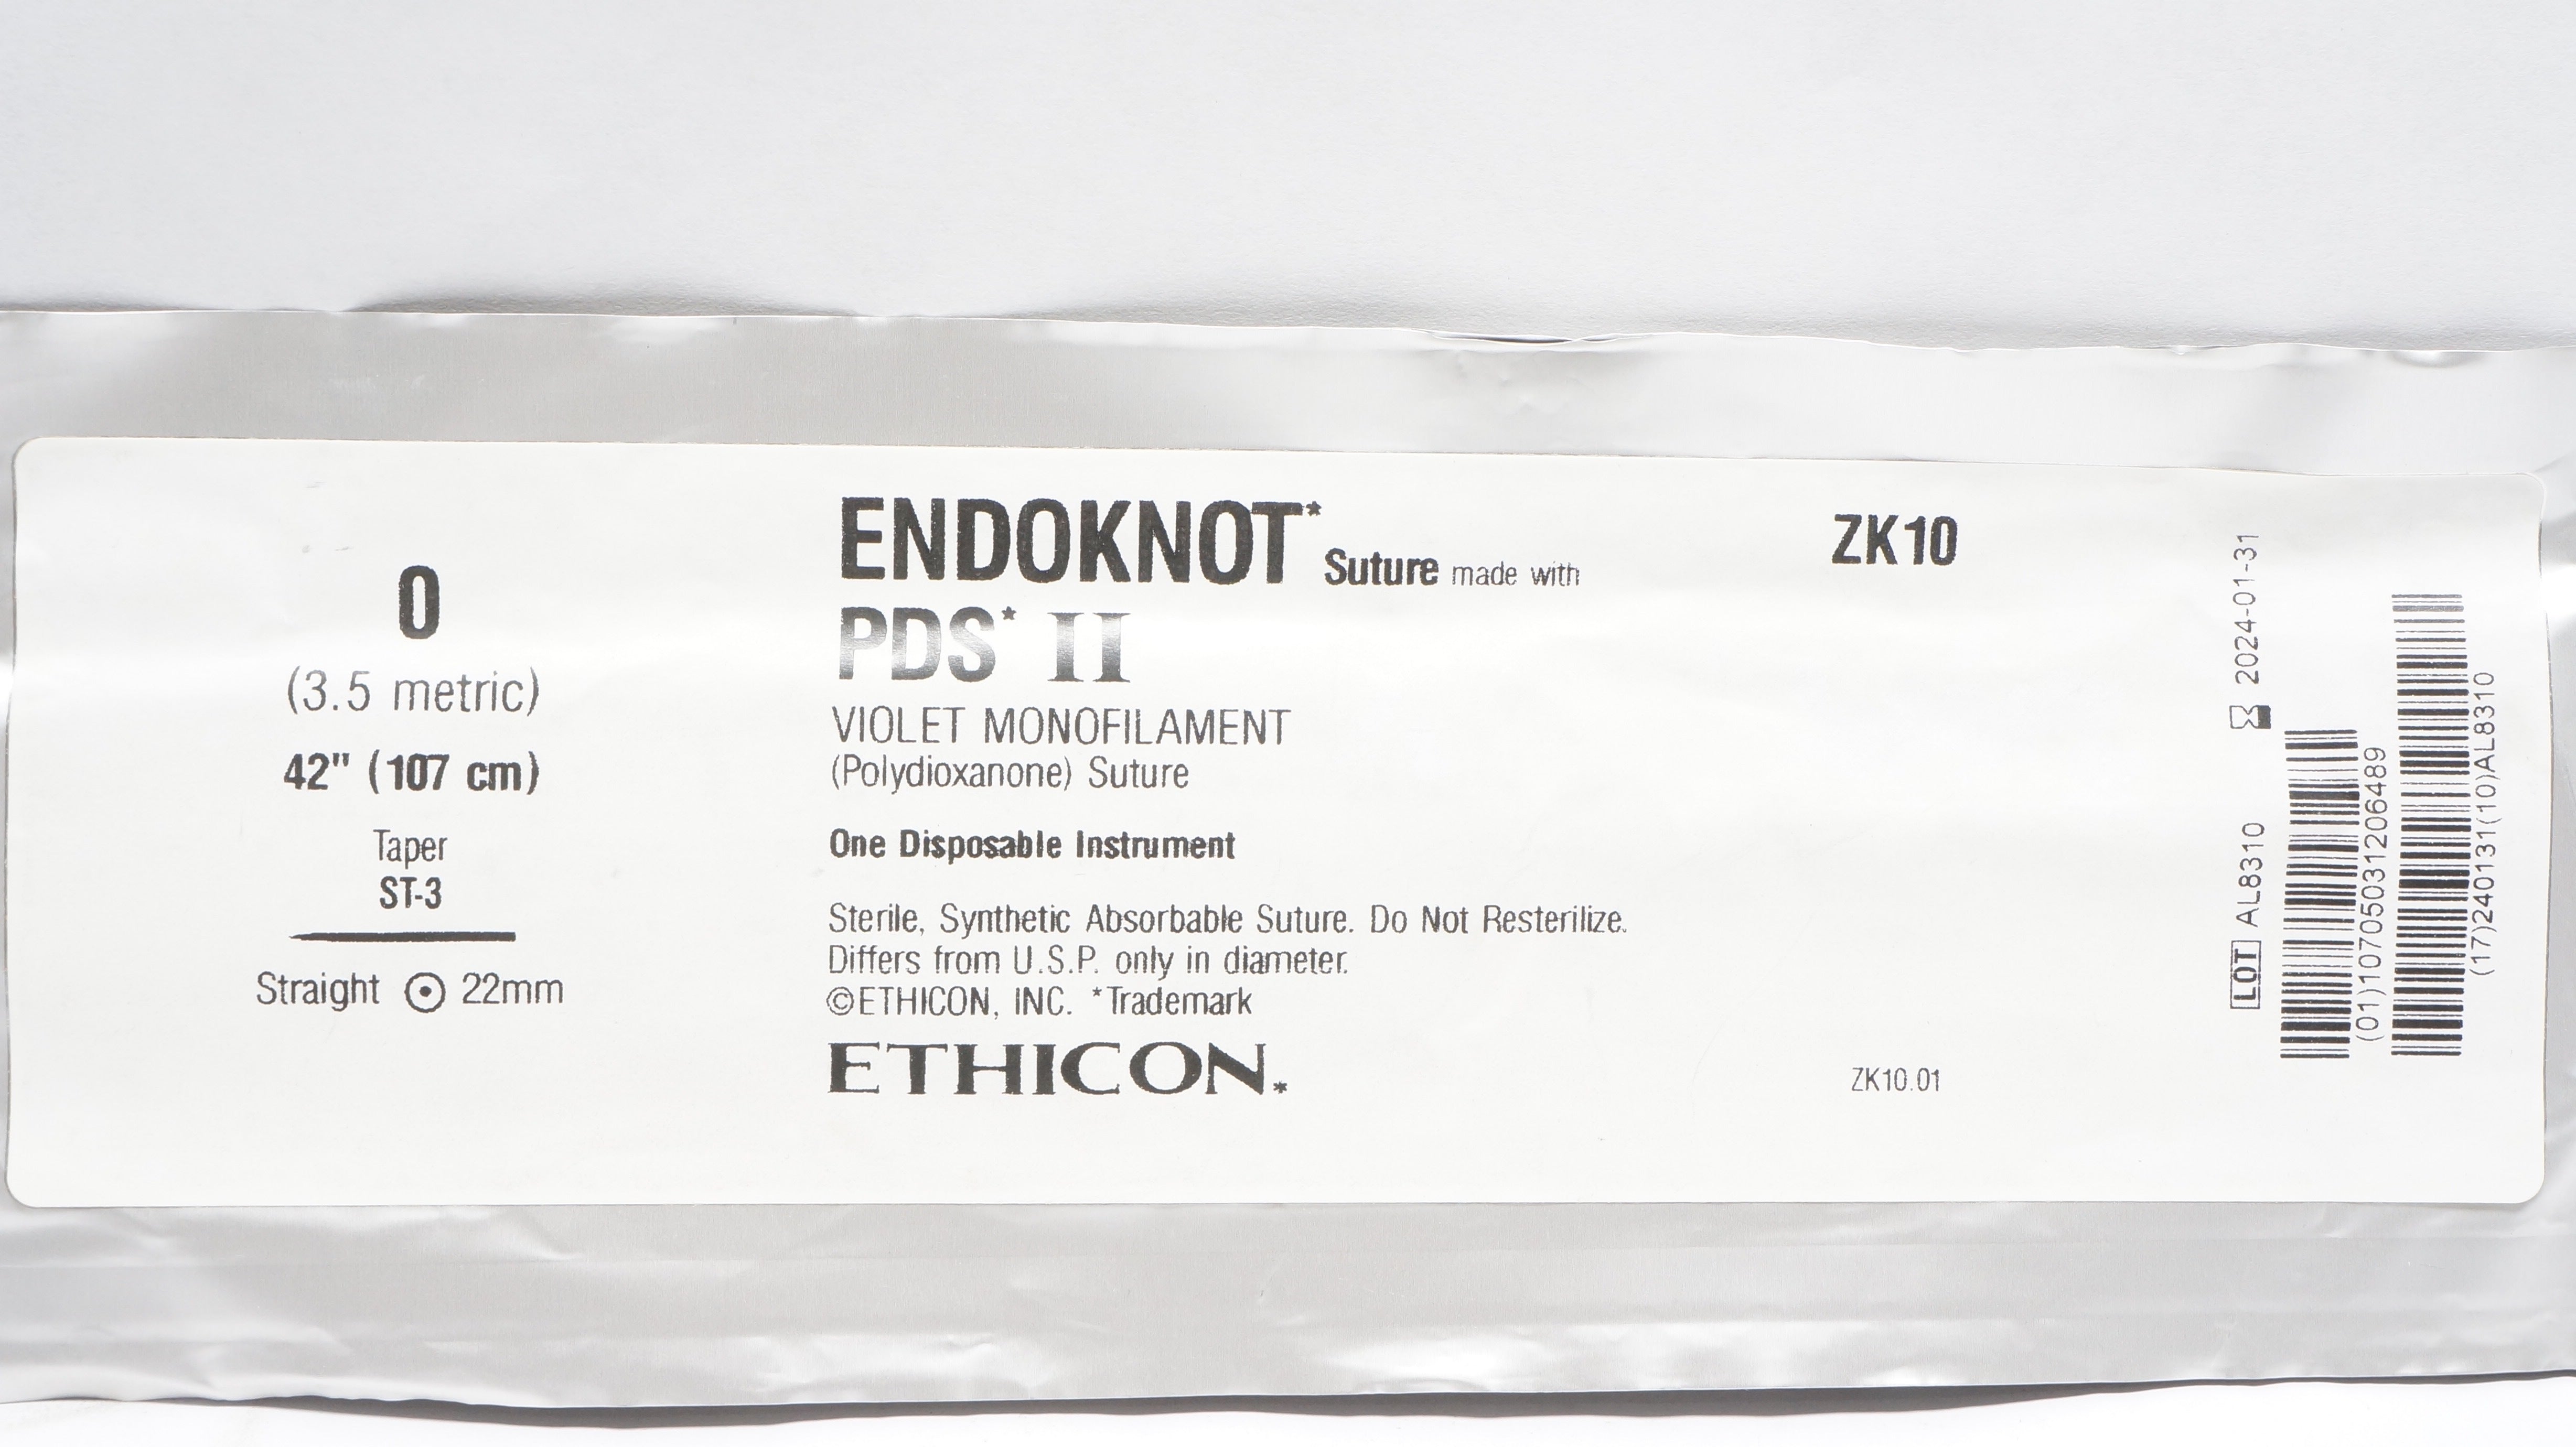 0
(3.5 metric)
42" (107 cm)
Taper
ST-3
Straight 22mm
ENDOKNOT* Suture made with
PDS* II
VIOLET MONOFILAMENT
(Polydioxanone) Suture
One Disposable Instrument
Sterile, Synthetic Absorbable Suture. Do Not Resterilize.
Differs from U.S.P. only in diameter.
©ETHICON, INC. *Trademark
ETHICON*
ZK10
ZK10.01
LOT AL8310 2024-01-31
(01)10705031206489
(17)240131(10)AL8310